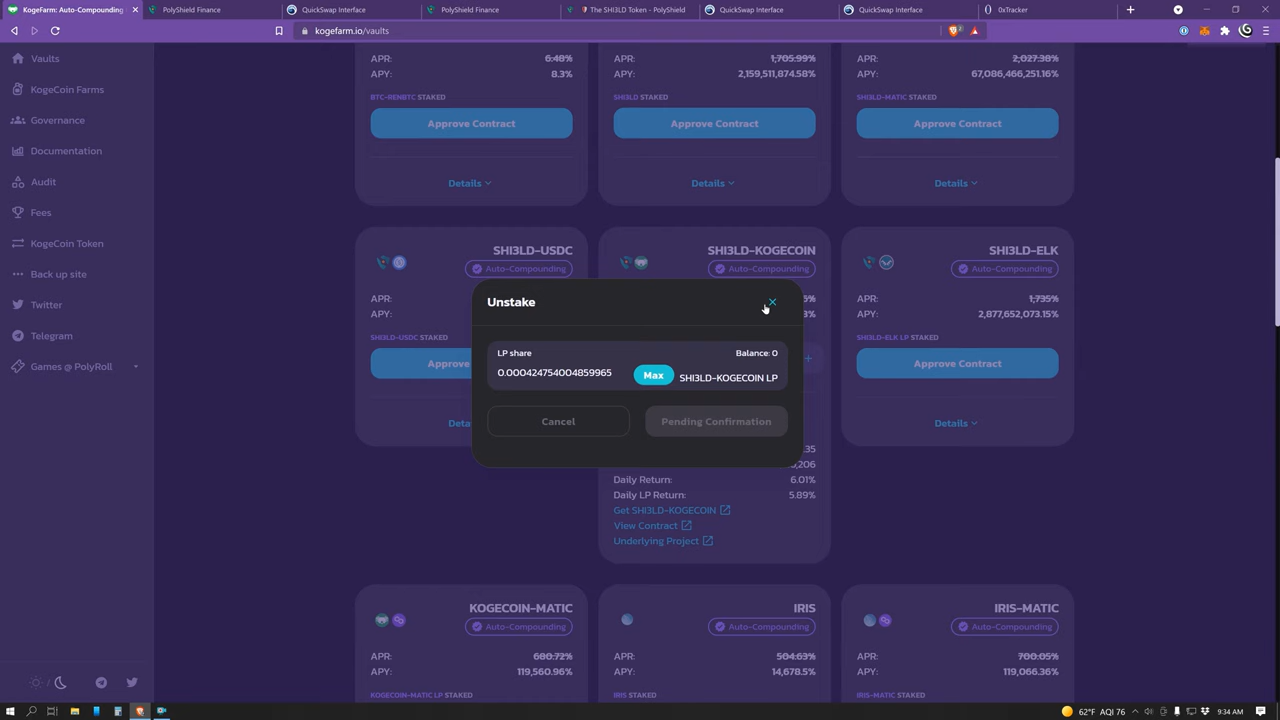 KogeFarm: Auto-Compounding
PolyShield Finance
QuickSwap Interface
PolyShield Finance
The SHI3LD Token - PolyShield
QuickSwap Interface
QuickSwap Interface
0xTracker
kogefarm.io/vaults
Vaults
KogeCoin Farms
Governance
Documentation
Audit
Fees
KogeCoin Token
Back up site
Twitter
Telegram
Games @ PolyRoll
APR: 6.48%
APY: 8.3%
BTC-RENBTC STAKED
Approve Contract
Details
APR: 1,705.99%
APY: 2,159,511,874.58%
SHI3LD STAKED
Approve Contract
Details
APR: 2,027.38%
APY: 67,086,466,251.16%
SHI3LD-MATIC STAKED
Approve Contract
Details
SHI3LD-USDC
Auto-Compounding
APR:
APY:
SHI3LD-USDC STAKED
SHI3LD-KOGECOIN
Auto-Compounding
Daily Return: 6.01%
Daily LP Return: 5.89%
Get SHI3LD-KOGECOIN
View Contract
Underlying Project
SHI3LD-ELK
Auto-Compounding
APR: 1,735%
APY: 2,877,652,073.15%
SHI3LD-ELK LP STAKED
Approve Contract
Details
Unstake
LP share
Balance: 0
0.000424754004859965
Max
SHI3LD-KOGECOIN LP
Cancel
Pending Confirmation
KOGECOIN-MATIC
Auto-Compounding
APR: 680.72%
APY: 119,560.96%
KOGECOIN-MATIC LP STAKED
IRIS
Auto-Compounding
APR: 504.63%
APY: 14,678.5%
IRIS STAKED
IRIS-MATIC
Auto-Compounding
APR: 700.05%
APY: 119,066.36%
IRIS-MATIC STAKED
62°F AQI 76
9:34 AM